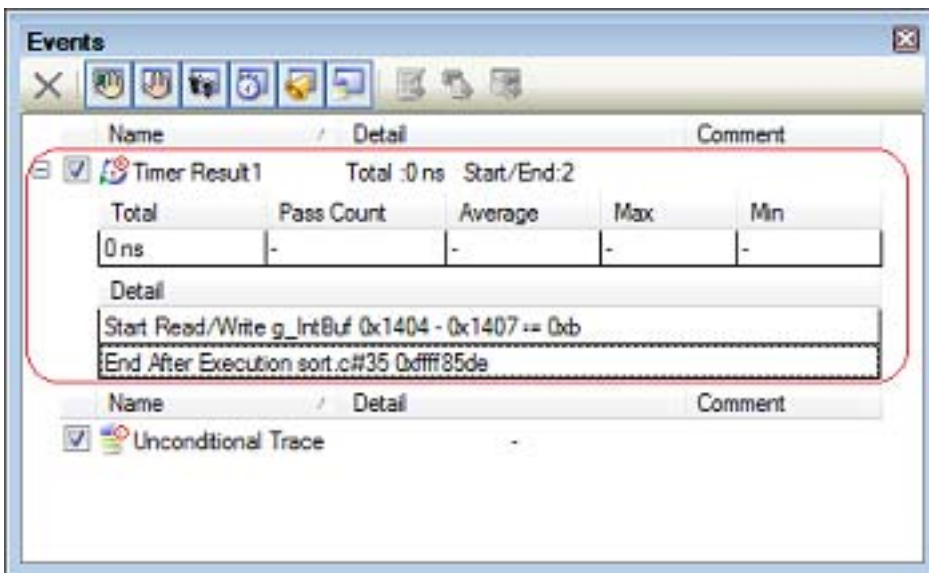 Events
Name / Detail Comment
Timer Result1 Total :0 ns Start/End:2
Total Pass Count Average Max Min
0 ns - - - -
Detail
Start Read/Write g_IntBuf 0x1404 - 0x1407 == 0xb
End After Execution sort.c#35 0xffff85de
Name / Detail Comment
Unconditional Trace -